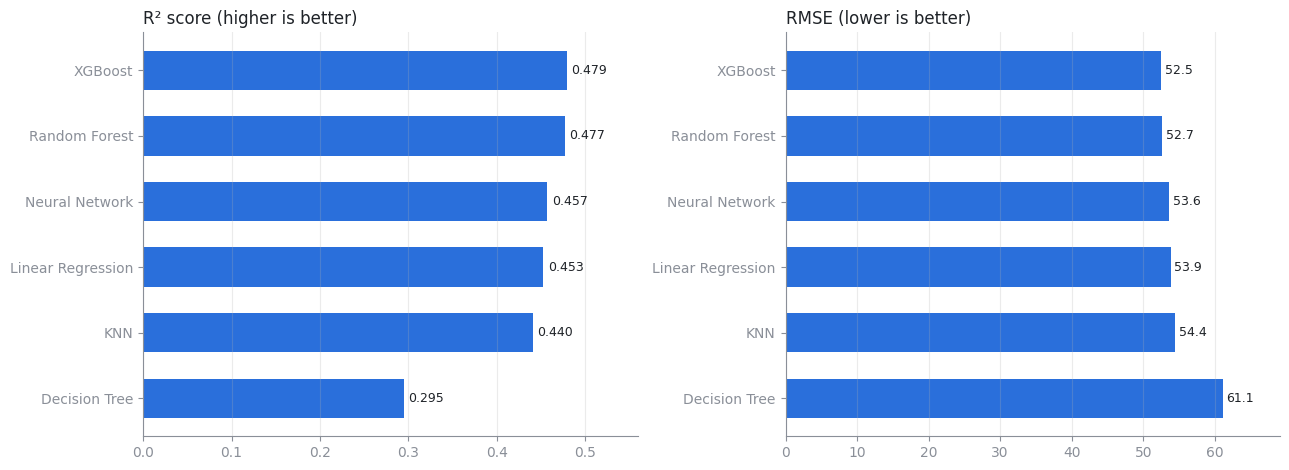 R² score (higher is better)
XGBoost 0.479
Random Forest 0.477
Neural Network 0.457
Linear Regression 0.453
KNN 0.440
Decision Tree 0.295
0.0 0.1 0.2 0.3 0.4 0.5
RMSE (lower is better)
XGBoost 52.5
Random Forest 52.7
Neural Network 53.6
Linear Regression 53.9
KNN 54.4
Decision Tree 61.1
0 10 20 30 40 50 60